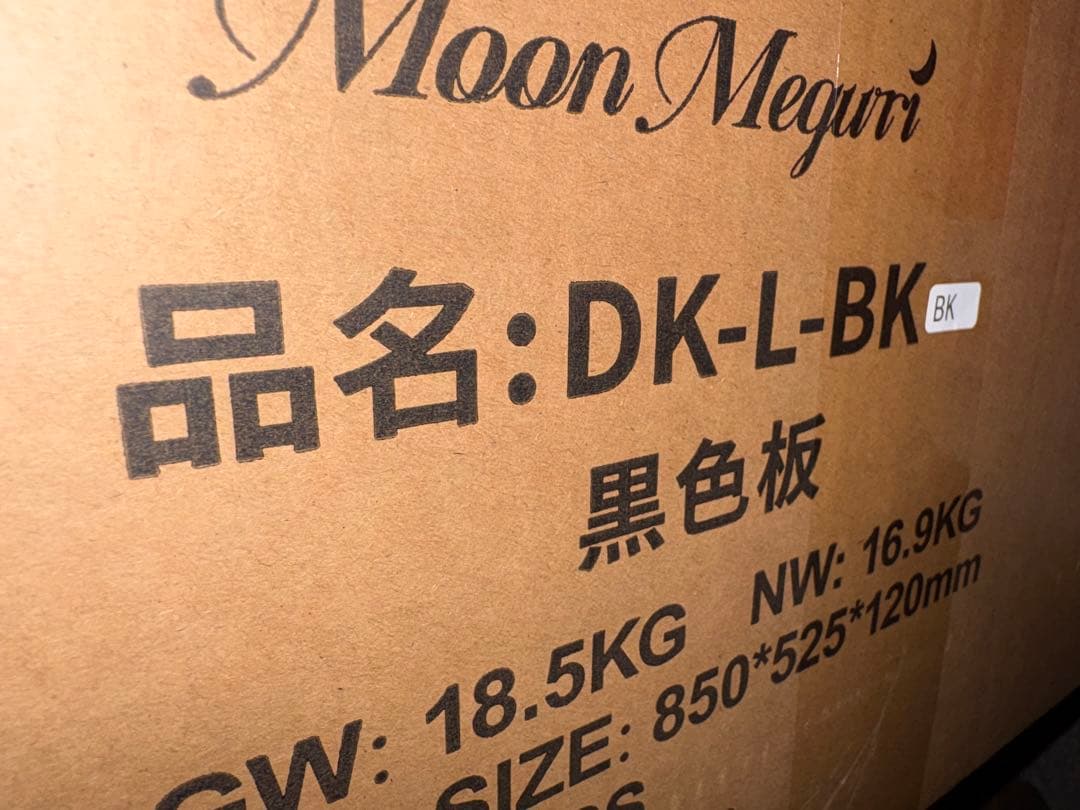 Moon Meguri
品名:DK-L-BK
BK
黒色板
GW: 18.5KG NW: 16.9KG
SIZE: 850*525*120mm